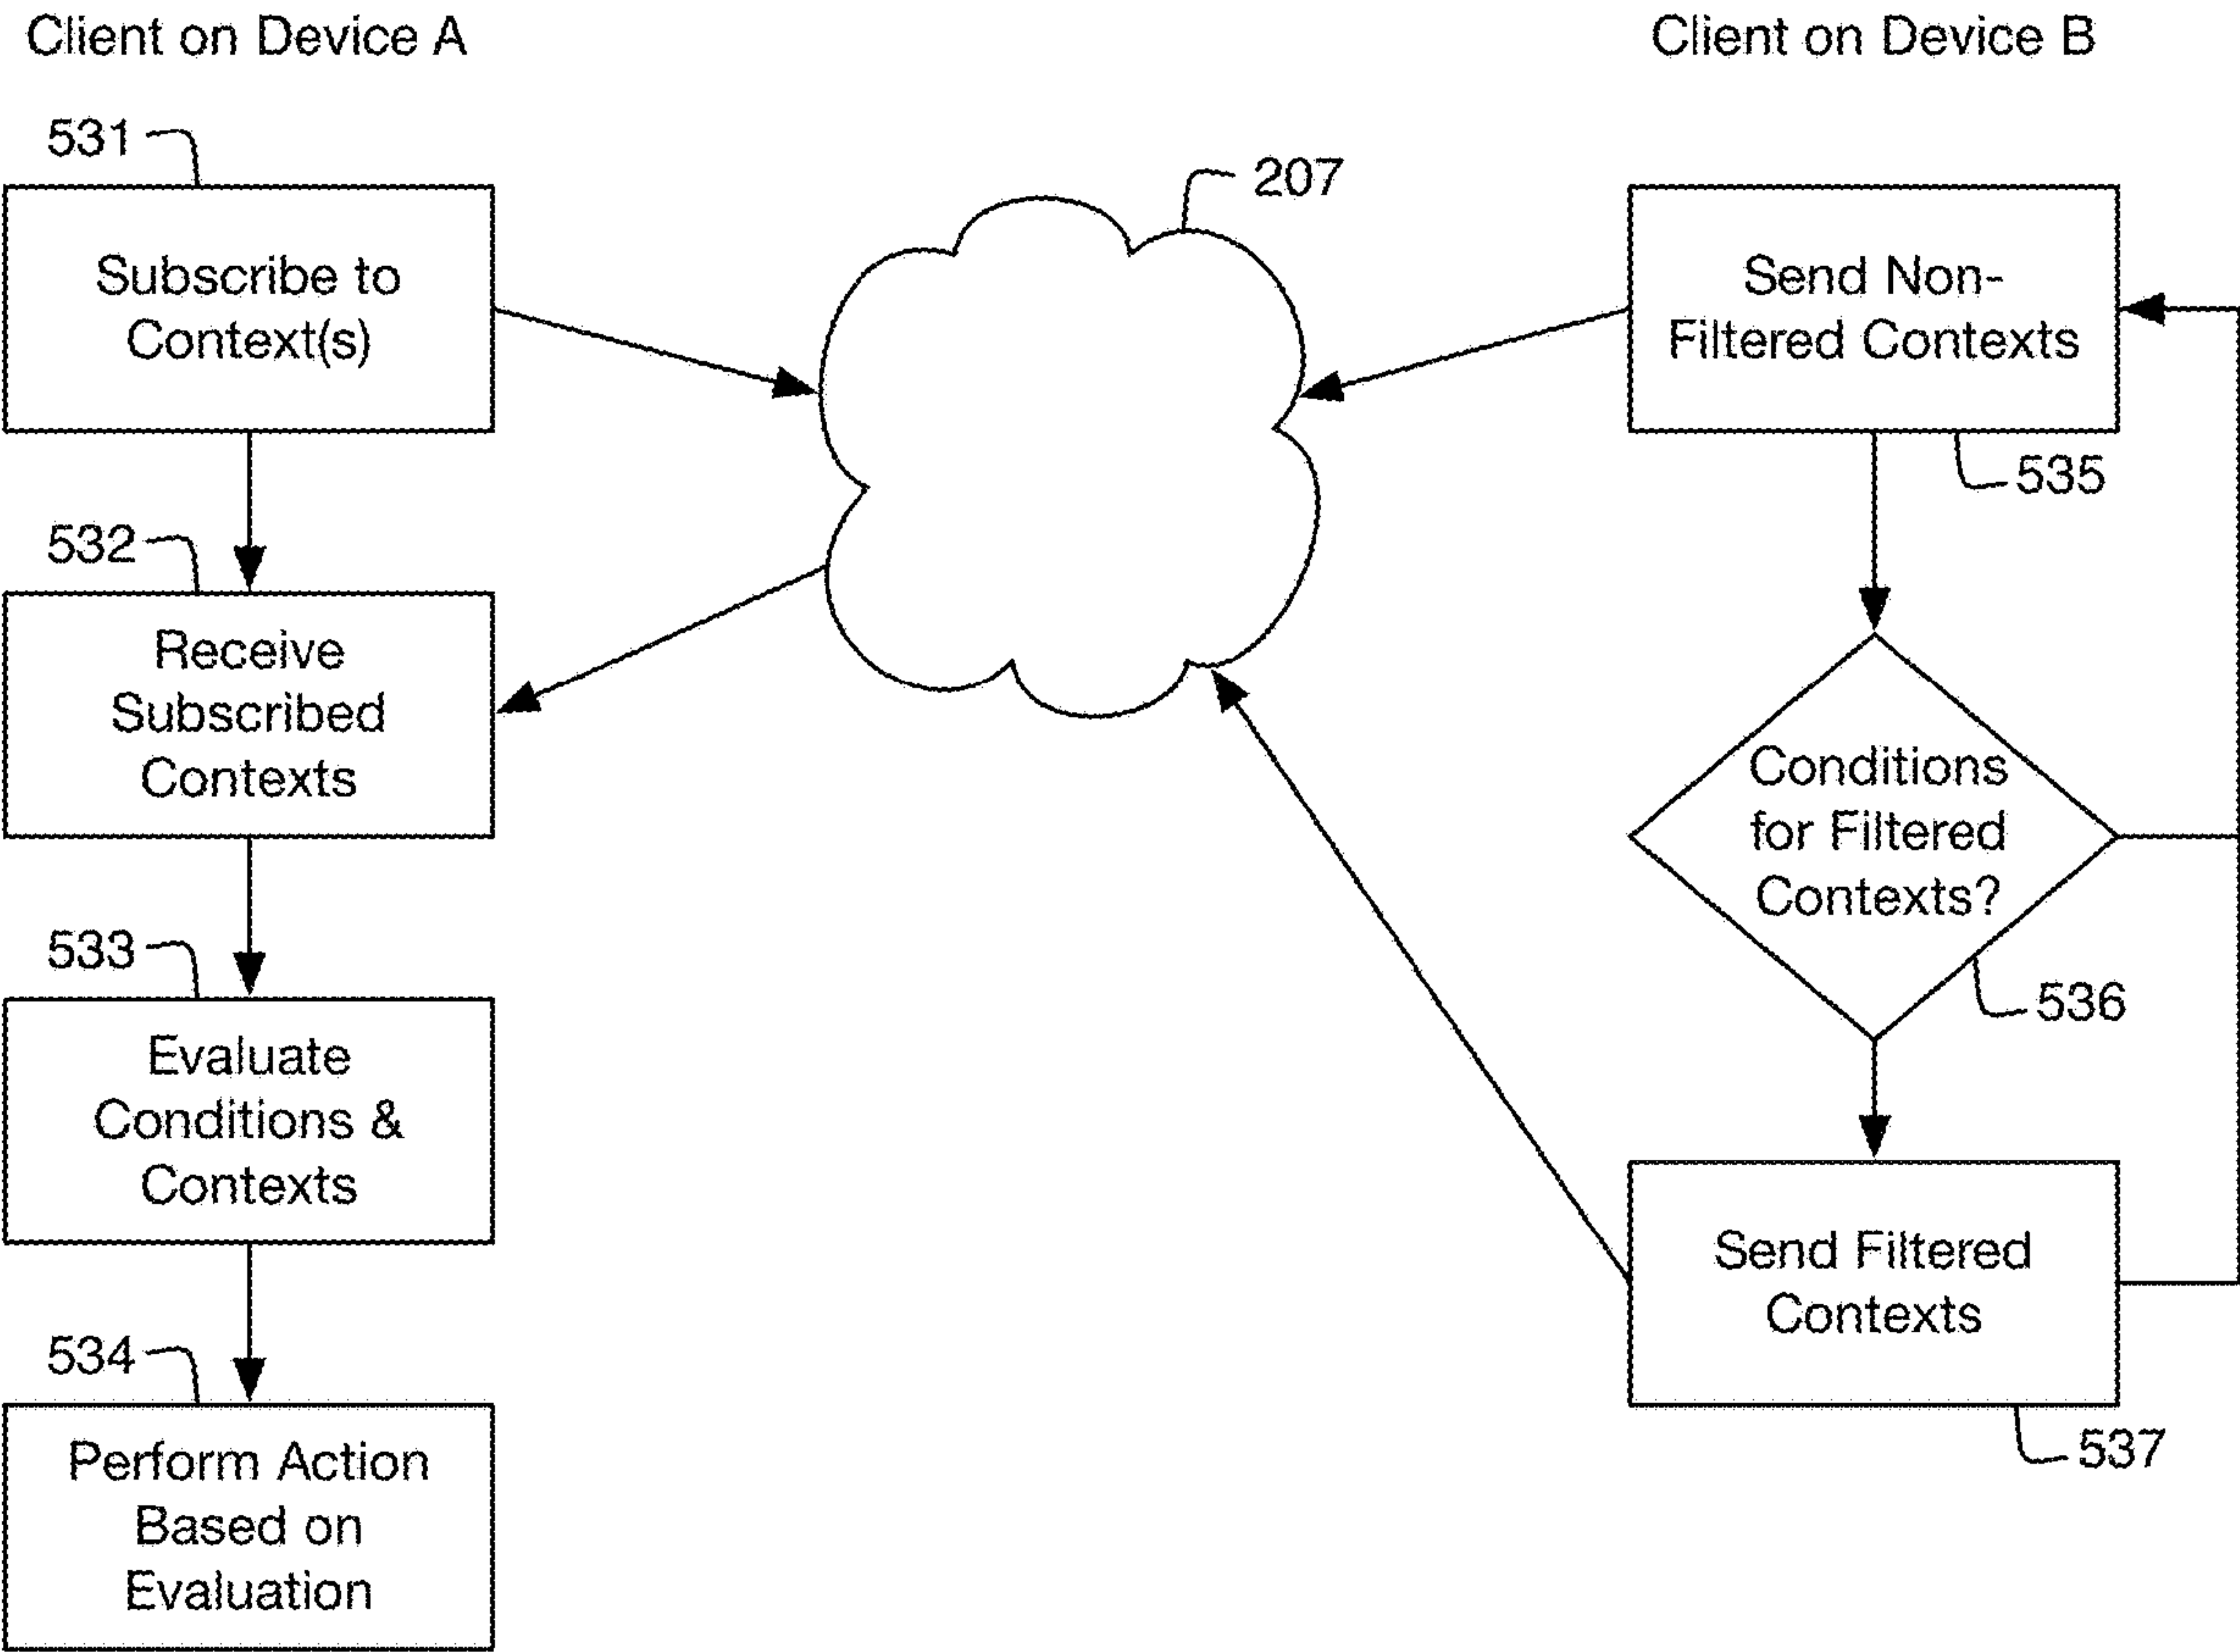 Client on Device A
Client on Device B
531
207
Subscribe to
Context(s)
Send Non-
Filtered Contexts
535
532
Receive
Subscribed
Contexts
Conditions
for Filtered
Contexts?
536
533
Evaluate
Conditions &
Contexts
Send Filtered
Contexts
537
534
Perform Action
Based on
Evaluation